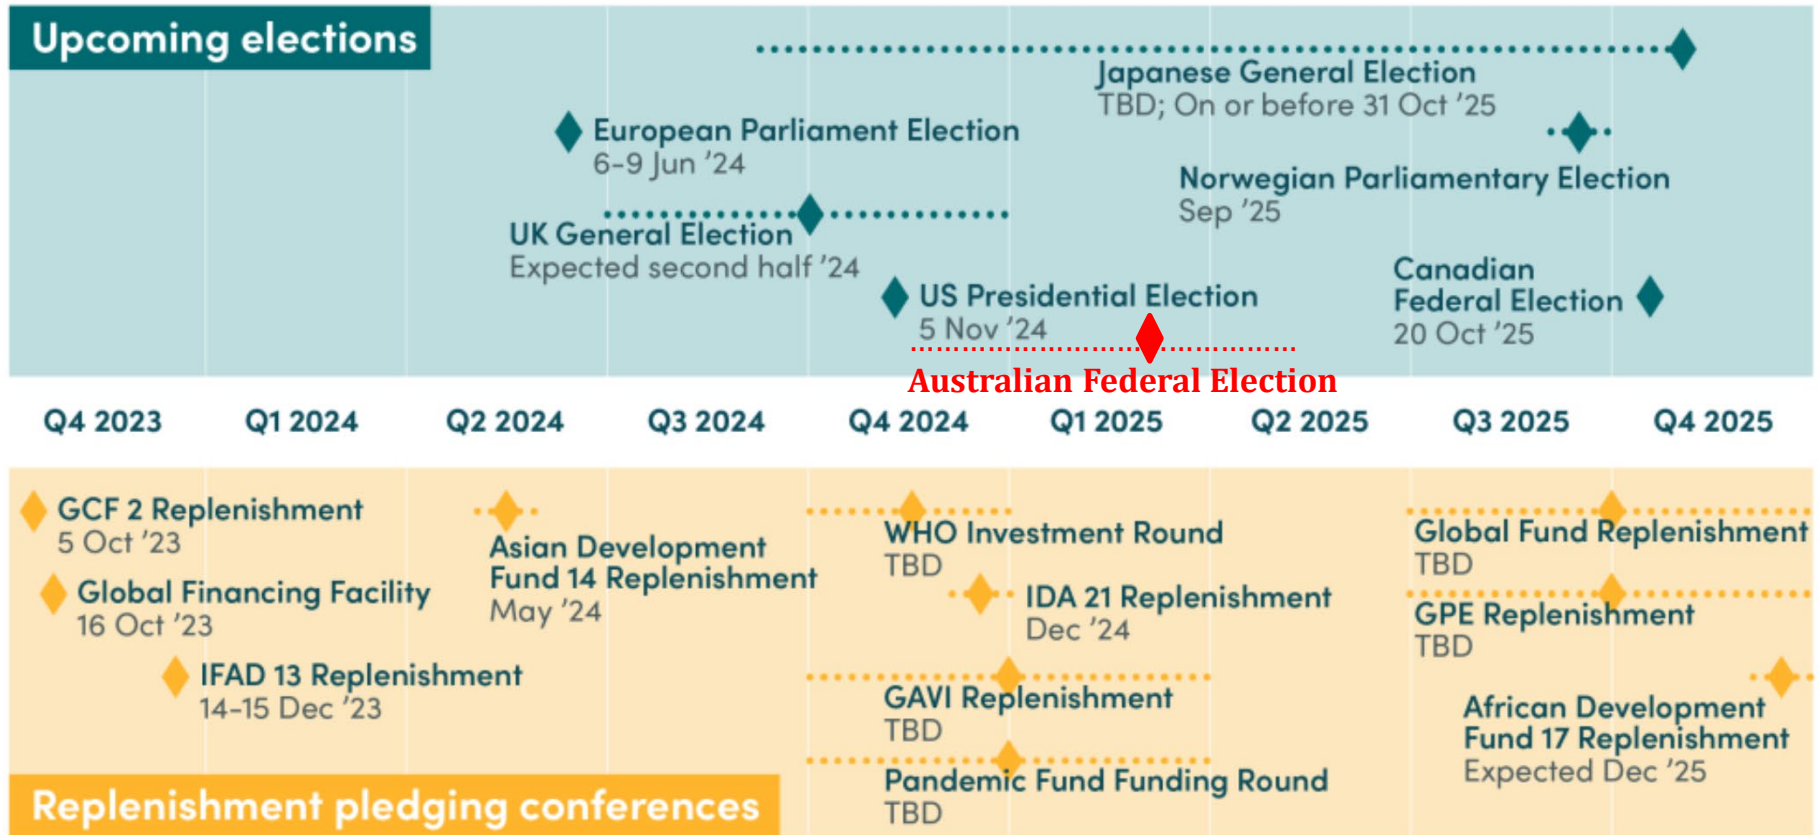 Upcoming elections
Japanese General Election
TBD; On or before 31 Oct ’25
European Parliament Election
6-9 Jun ’24
Norwegian Parliamentary Election
Sep ’25
UK General Election
Expected second half ’24
Canadian
Federal Election
20 Oct ’25
US Presidential Election
5 Nov ’24
Australian Federal Election
Q4 2023 Q1 2024 Q2 2024 Q3 2024 Q4 2024 Q1 2025 Q2 2025 Q3 2025 Q4 2025
GCF 2 Replenishment
5 Oct ’23
Global Financing Facility
16 Oct ’23
IFAD 13 Replenishment
14-15 Dec ’23
Asian Development
Fund 14 Replenishment
May ’24
WHO Investment Round
TBD
IDA 21 Replenishment
Dec ’24
GAVI Replenishment
TBD
Pandemic Fund Funding Round
TBD
Global Fund Replenishment
TBD
GPE Replenishment
TBD
African Development
Fund 17 Replenishment
Expected Dec ’25
Replenishment pledging conferences